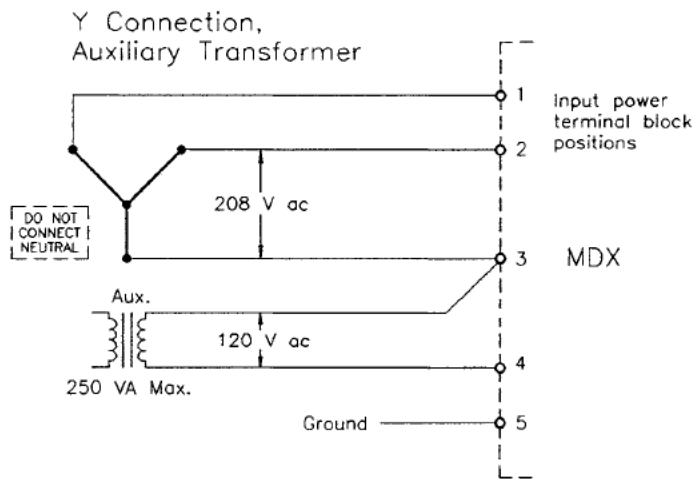 Y Connection,
Auxiliary Transformer
1
Input power
terminal block
positions
2
208 V ac
DO NOT
CONNECT
NEUTRAL
3
MDX
Aux.
120 V ac
4
250 VA Max.
Ground
5